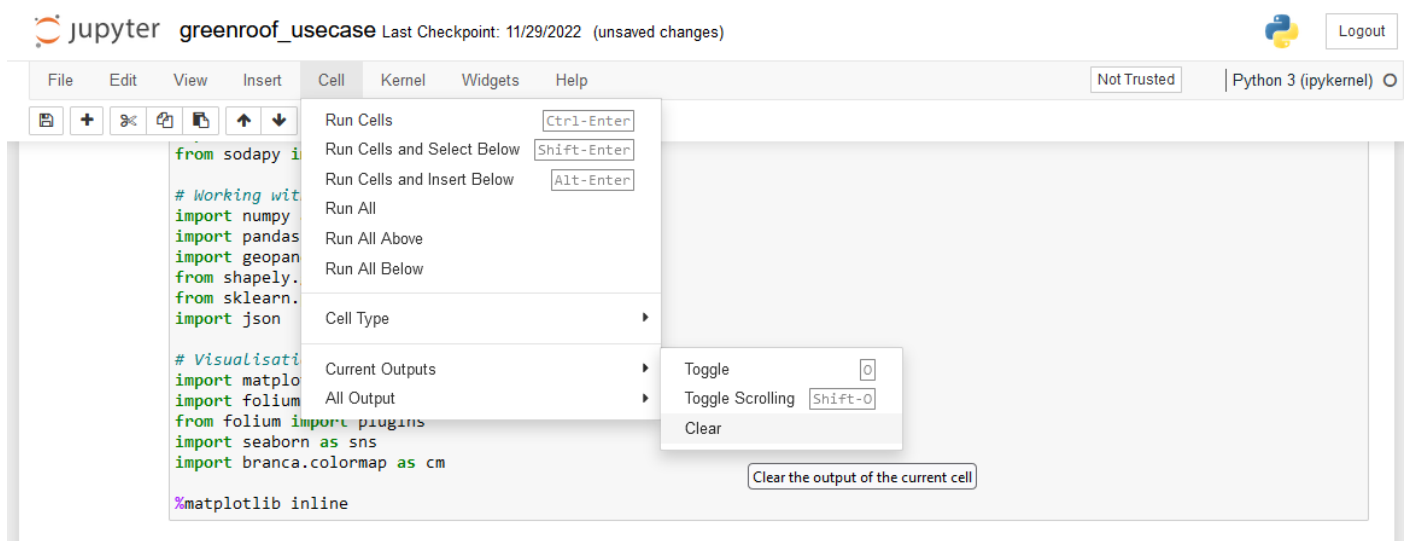 jupyter greenroof_usecase Last Checkpoint: 11/29/2022 (unsaved changes) Logout
File Edit View Insert Cell Kernel Widgets Help Not Trusted Python 3 (ipykernel)
Run Cells Ctrl-Enter
Run Cells and Select Below Shift-Enter
Run Cells and Insert Below Alt-Enter
Run All
Run All Above
Run All Below
Cell Type
Current Outputs
All Output
Toggle O
Toggle Scrolling Shift-O
Clear
Clear the output of the current cell
from sodapy
# Working
import numpy
import pandas
import
from shapely.
from sklearn.
import json
#
import
import folium
from folium import plugins
import seaborn as sns
import branca.colormap as cm
%matplotlib inline